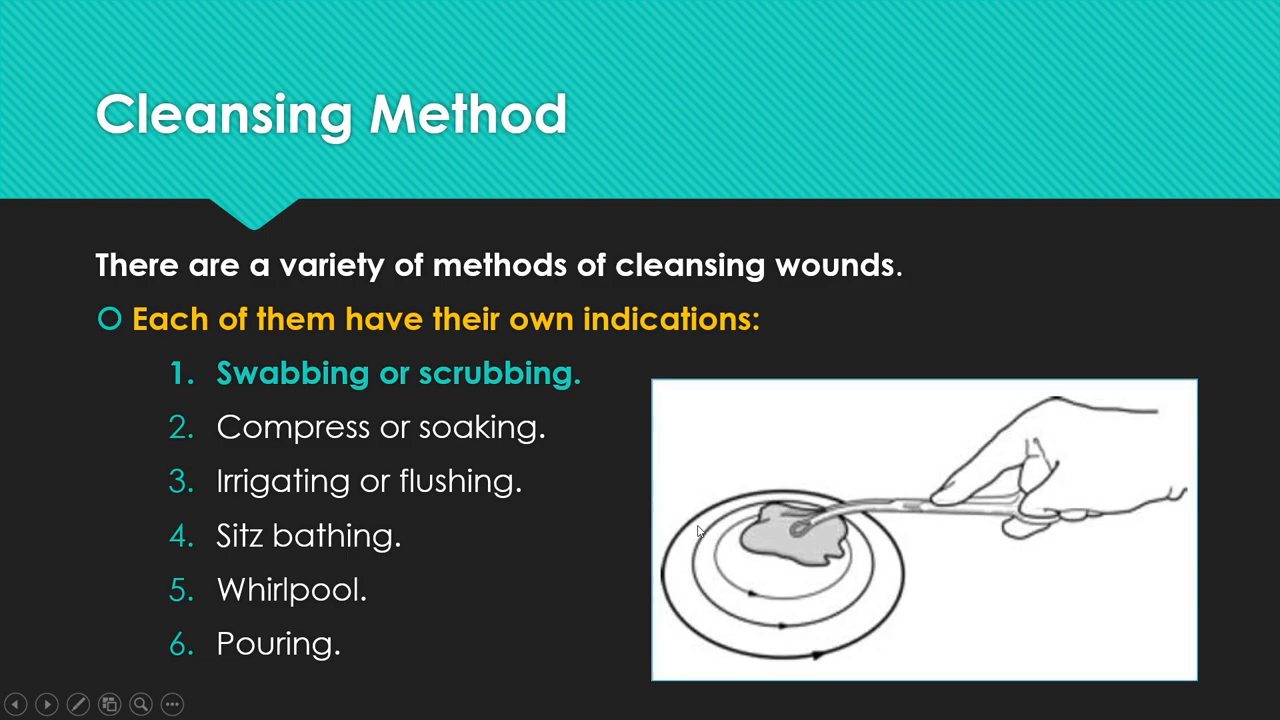 Cleansing Method
There are a variety of methods of cleansing wounds.
Each of them have their own indications:
1. Swabbing or scrubbing.
2. Compress or soaking.
3. Irrigating or flushing.
4. Sitz bathing.
5. Whirlpool.
6. Pouring.